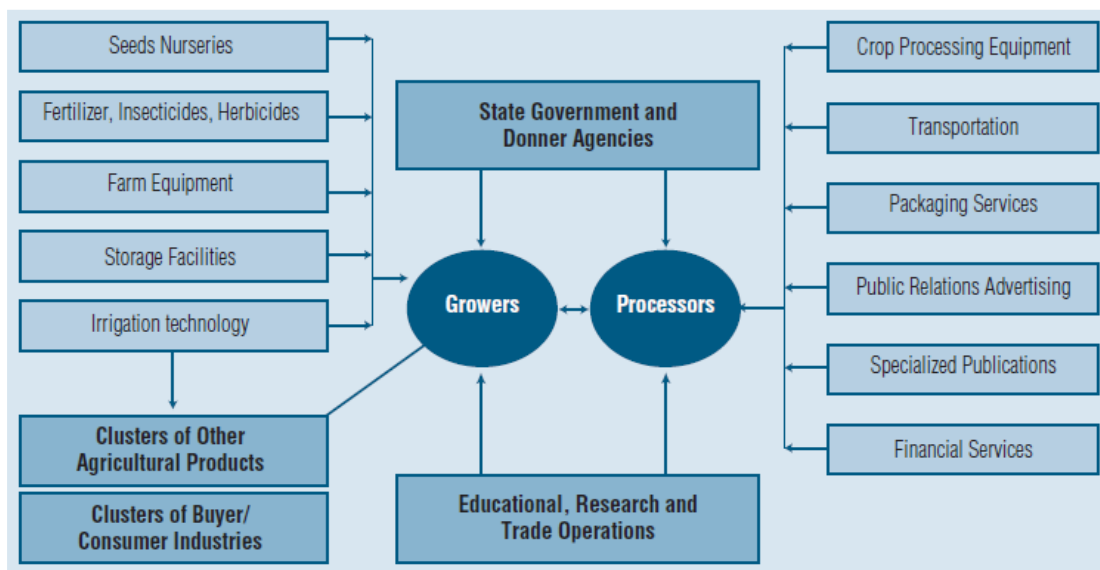 Seeds Nurseries
Fertilizer, Insecticides, Herbicides
Farm Equipment
Storage Facilities
Irrigation technology
Clusters of Other
Agricultural Products
Clusters of Buyer/
Consumer Industries
State Government and
Donner Agencies
Growers
Processors
Educational, Research and
Trade Operations
Crop Processing Equipment
Transportation
Packaging Services
Public Relations Advertising
Specialized Publications
Financial Services